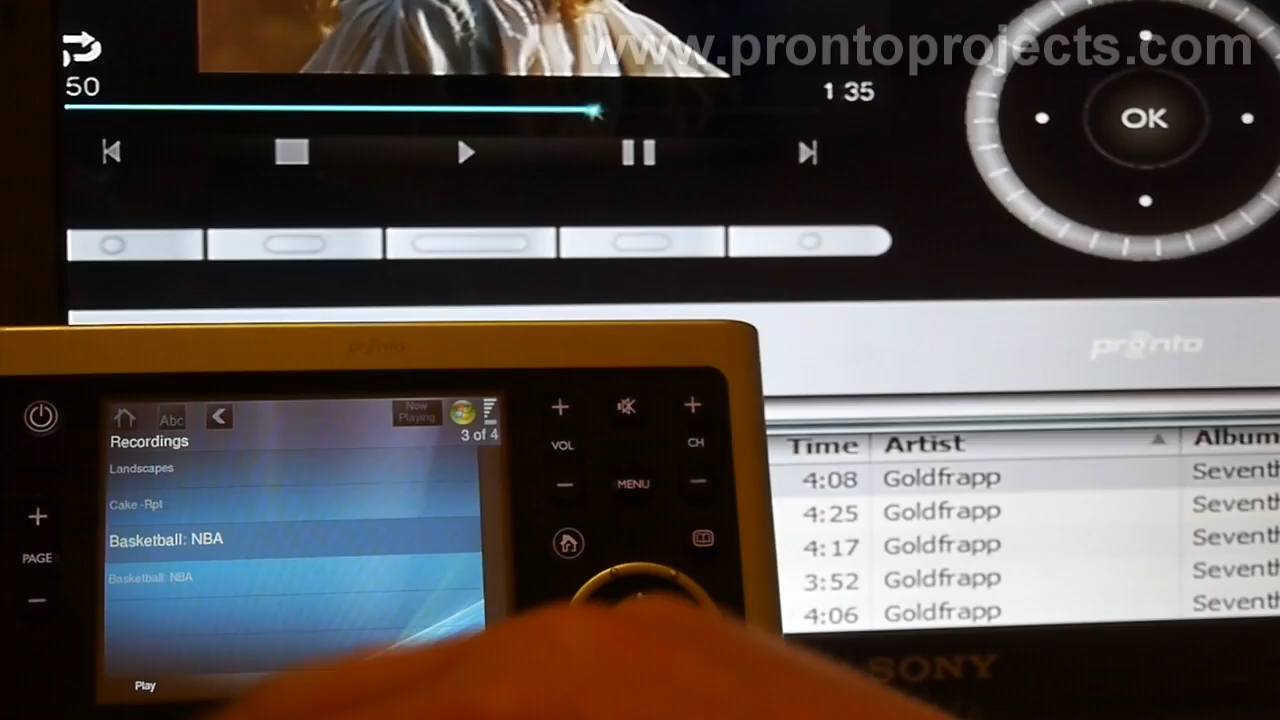 www.prontoprojects.com
50
1 35
OK
pronto
pronto
Abc
Now
Playing
Recordings
3 of 4
Landscapes
Cake -Rpt
Basketball: NBA
Basketball: NBA
Play
PAGE
VOL
CH
MENU
Time Artist Album
4:08 Goldfrapp Seventh
4:25 Goldfrapp Seventh
4:17 Goldfrapp Seventh
3:52 Goldfrapp Seventh
4:06 Goldfrapp Seventh
SONY